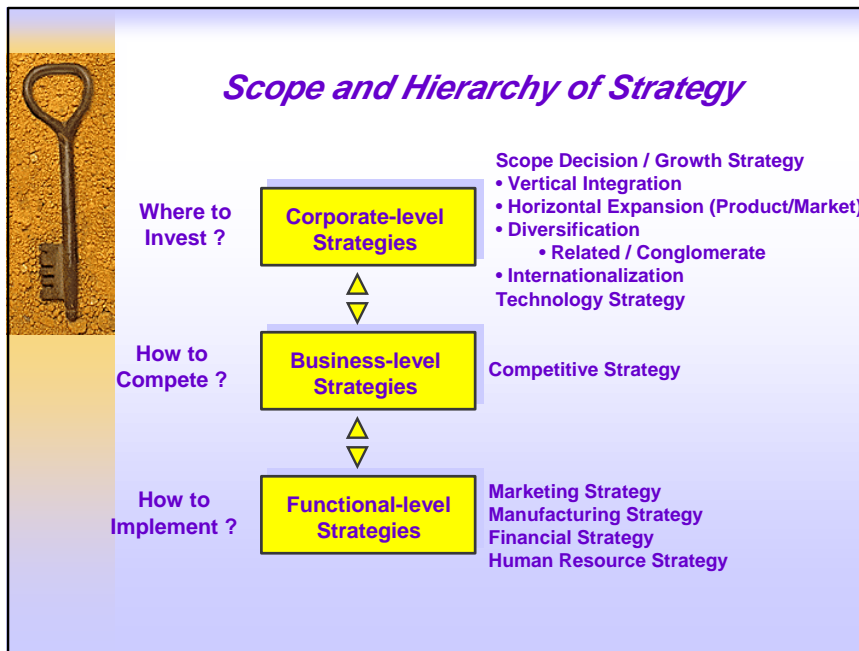 Scope and Hierarchy of Strategy
Where to
Invest ?
Corporate-level
Strategies
Scope Decision / Growth Strategy
• Vertical Integration
• Horizontal Expansion (Product/Market)
• Diversification
• Related / Conglomerate
• Internationalization
Technology Strategy
How to
Compete ?
Business-level
Strategies
Competitive Strategy
How to
Implement ?
Functional-level
Strategies
Marketing Strategy
Manufacturing Strategy
Financial Strategy
Human Resource Strategy